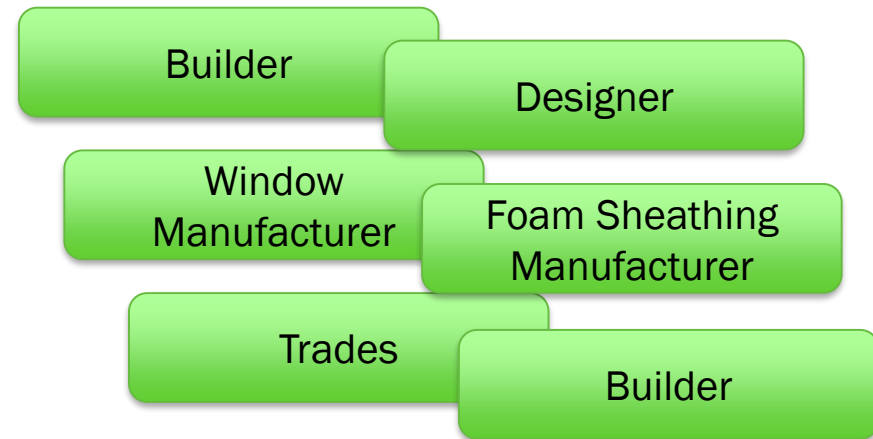 Builder
Designer
Window
Manufacturer
Foam Sheathing
Manufacturer
Trades
Builder